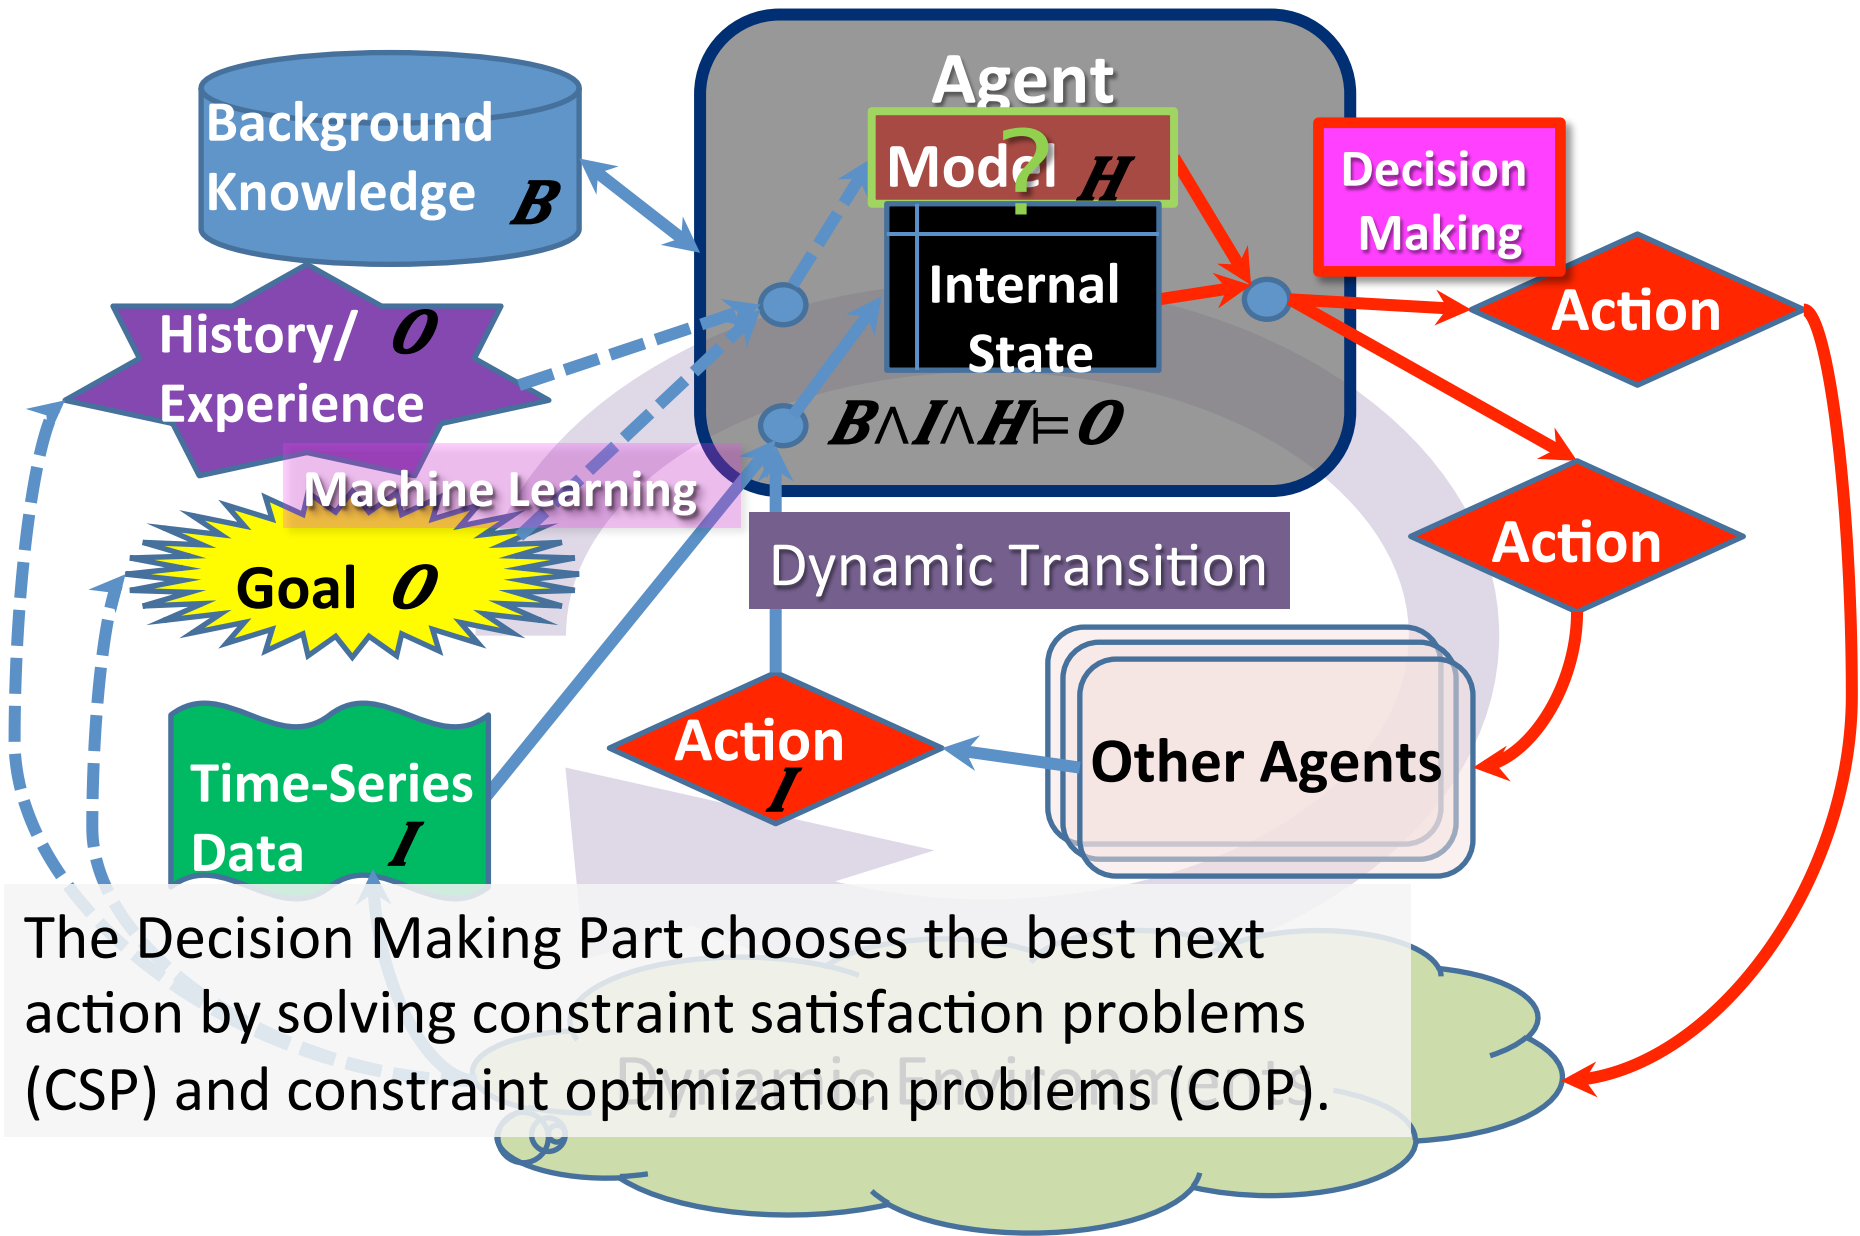 Agent
Background
Knowledge B
Model H
?
Decision
Making
Internal
State
Action
History/ O
Experience
B∧I∧H⊨O
Machine Learning
Dynamic Transition
Action
Goal O
Action
I
Other Agents
Time-Series
Data I
The Decision Making Part chooses the best next
action by solving constraint satisfaction problems
(CSP) and constraint optimization problems (COP).
Dynamic Environments